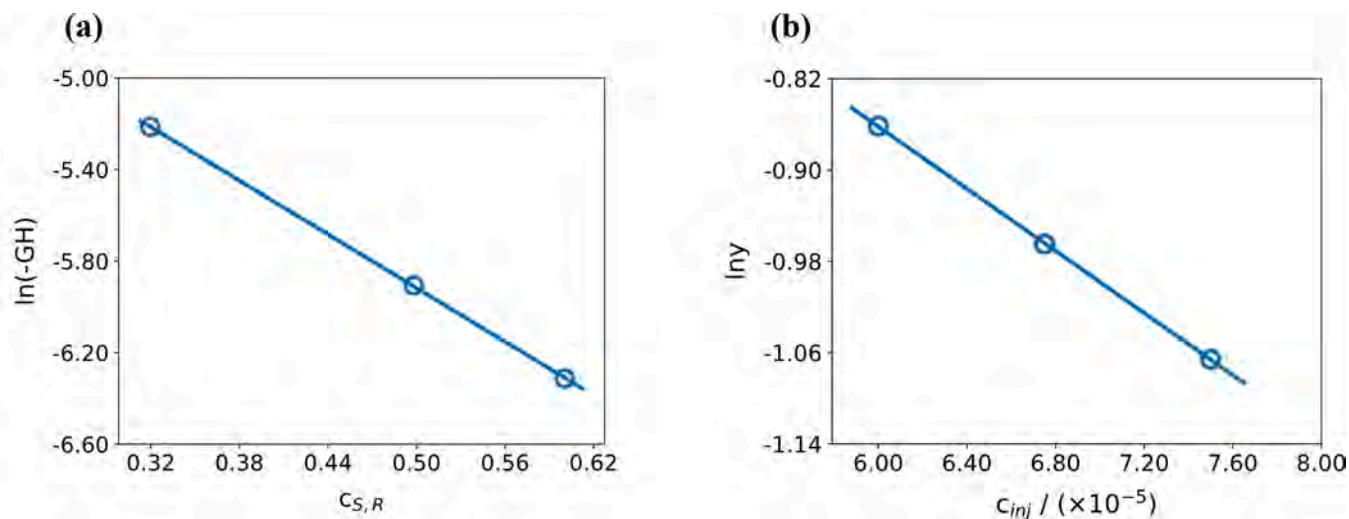 (a)
-5.00
-5.40
-5.80
-6.20
-6.60
ln(-GH)
0.32 0.38 0.44 0.50 0.56 0.62
c_{S, R}
(b)
-0.82
-0.90
-0.98
-1.06
-1.14
lny
6.00 6.40 6.80 7.20 7.60 8.00
c_{inj} / (×10^{-5})